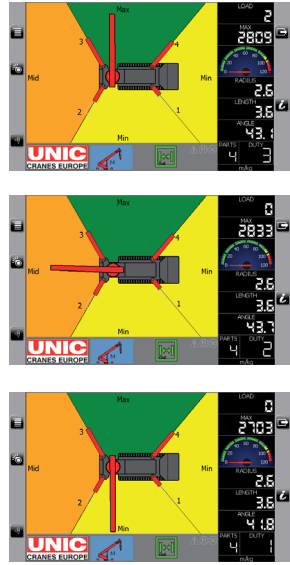 Max
3
4
Mid
Min
2
1
Min
UNIC
CRANES EUROPE
LOAD
2
MAX
2809
RADIUS
2.6
LENGTH
3.6
ANGLE
43.1
PARTS DUTY
4 3
m/kg
Max
3
4
Mid
Min
2
1
Min
UNIC
CRANES EUROPE
LOAD
0
MAX
2833
RADIUS
2.6
LENGTH
3.6
ANGLE
43.7
PARTS DUTY
4 2
m/kg
Max
3
4
Mid
Min
2
1
Min
UNIC
CRANES EUROPE
LOAD
0
MAX
2703
RADIUS
2.6
LENGTH
3.6
ANGLE
41.8
PARTS DUTY
4 1
m/kg